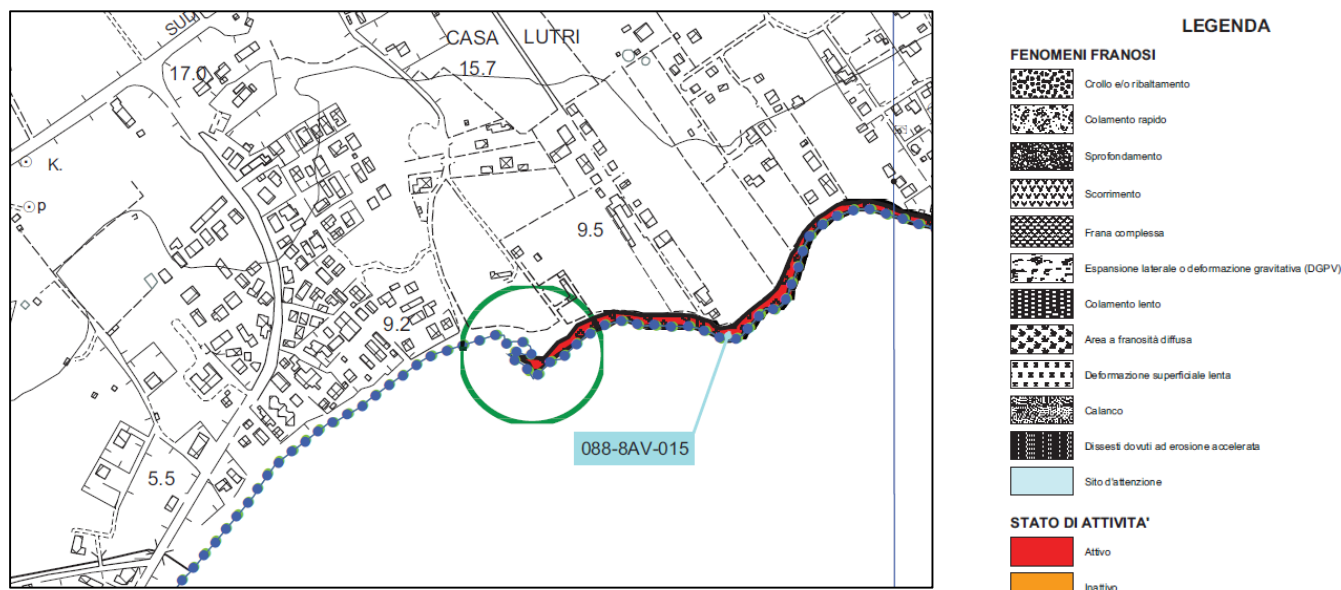 SUD
CASA LUTRI
17.0
15.7
K.
p
9.5
9.2
088-8AV-015
5.5
LEGENDA
FENOMENI FRANOSI
Crollo e/o ribaltamento
Colamento rapido
Sprofondamento
Scorrimento
Frana complessa
Espansione laterale o deformazione gravitativa (DGPV)
Colamento lento
Area a franosità diffusa
Deformazione superficiale lenta
Calanco
Dissesti dovuti ad erosione accelerata
Sito d'attenzione
STATO DI ATTIVITA'
Attivo
Inattivo